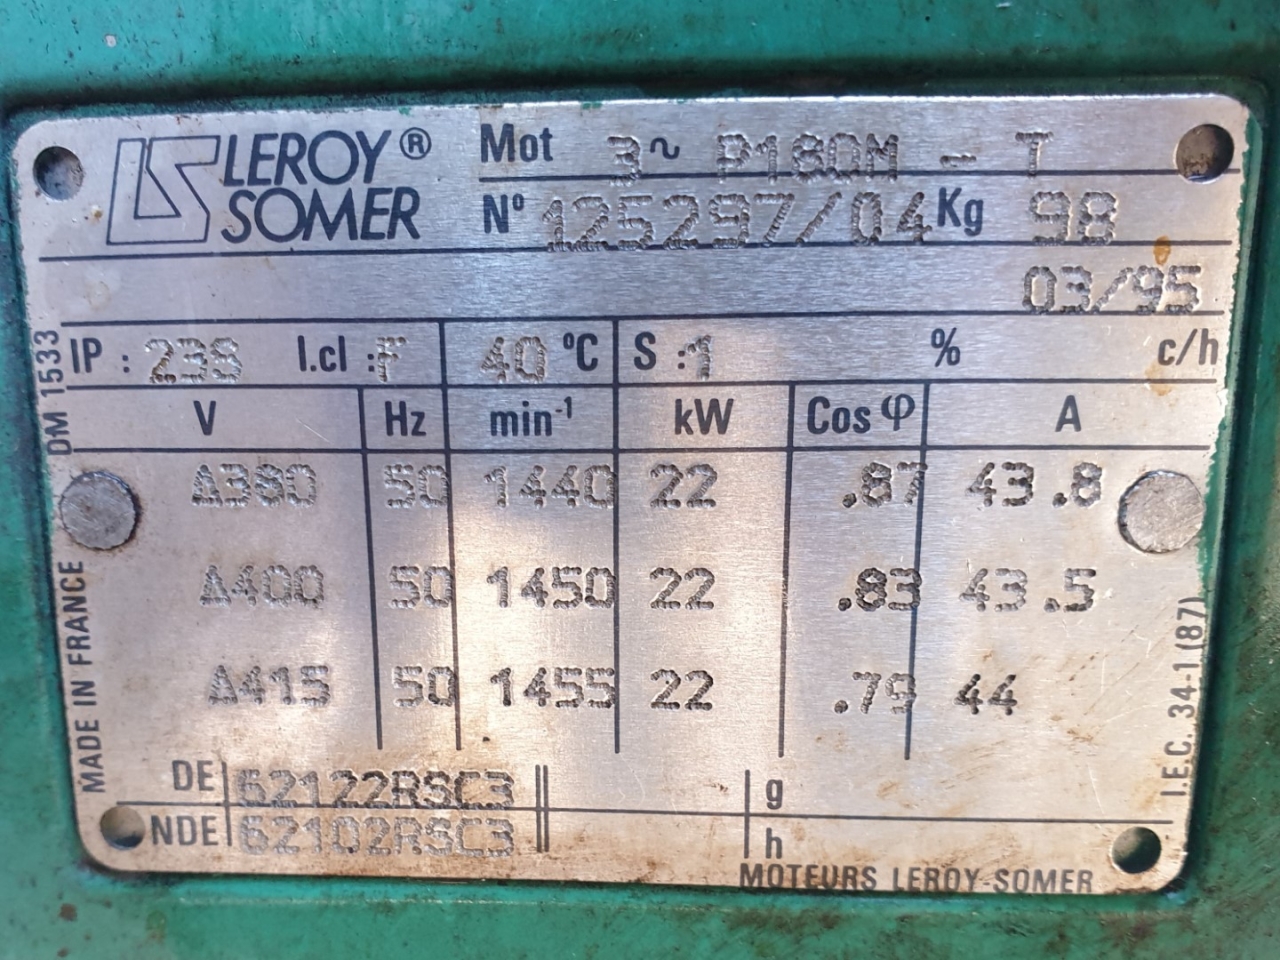 LEROY® SOMER
Mot 3~ P180M - T
N° 125297/04 Kg 98
03/95
IP : 23S I.cl : F 40 °C S : 1 % c/h
V Hz min-1 kW Cos φ A
Δ380 50 1440 22 .87 43.8
Δ400 50 1450 22 .83 43.5
Δ415 50 1455 22 .79 44
DE 62122RSC3 g
NDE 62102RSC3 h
MOTEURS LEROY-SOMER
DM 1533
MADE IN FRANCE
I.E.C. 34-1 (87)